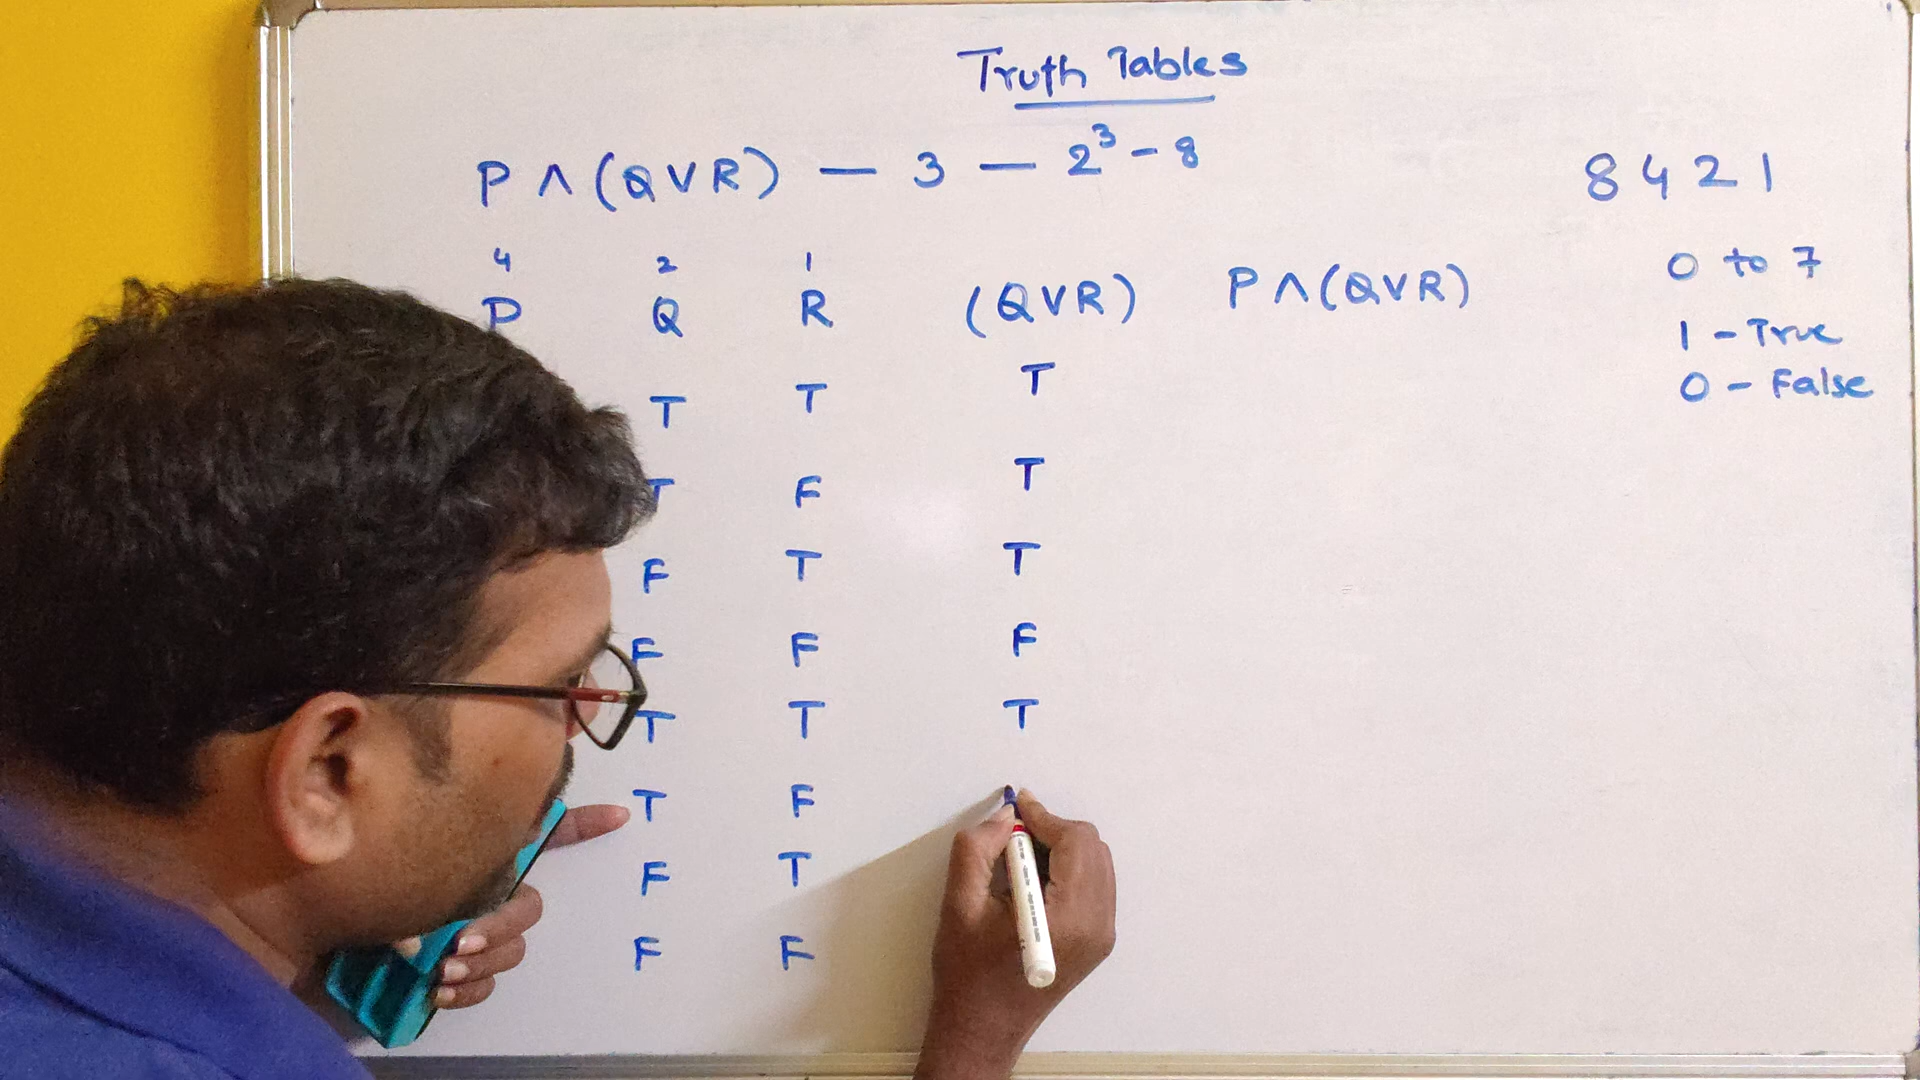 Truth Tables
P ∧ (Q ∨ R) — 3 — 2³ - 8
8 4 2 1
4 2 1
P Q R (Q ∨ R) P ∧ (Q ∨ R)
0 to 7
1 - True
0 - False
T T T
T F T
F T T
F F F
T T T
T F
F T
F F